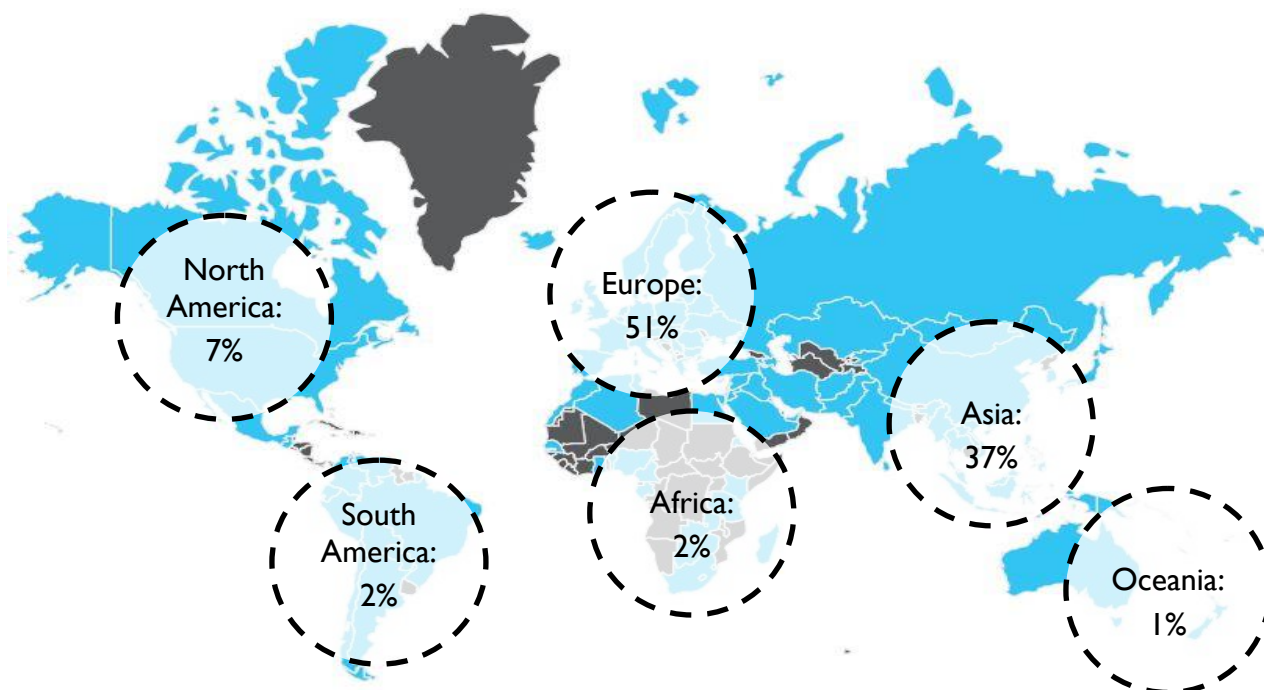 North
America:
7%
Europe:
51%
Asia:
37%
South
America:
2%
Africa:
2%
Oceania:
1%